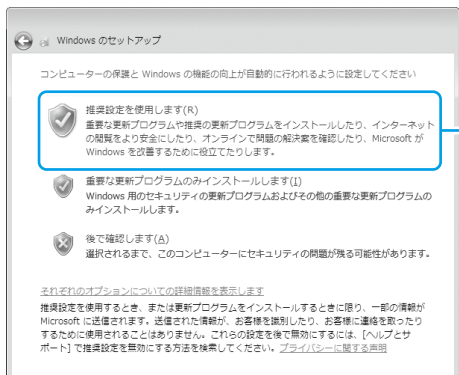 Windows のセットアップ
コンピューターの保護と Windows の機能の向上が自動的に行われるように設定してください
推奨設定を使用します(R)
重要な更新プログラムや推奨の更新プログラムをインストールしたり、インターネット
の閲覧をより安全にしたり、オンラインで問題の解決策を確認したり、Microsoft が
Windows を改善するために役立てたりします。
重要な更新プログラムのみインストールします(I)
Windows 用のセキュリティの更新プログラムおよびその他の重要な更新プログラムの
みインストールします。
後で確認します(A)
選択されるまで、このコンピューターにセキュリティの問題が残る可能性があります。
それぞれのオプションについての詳細情報を表示します
推奨設定を使用するとき、または更新プログラムをインストールするときに限り、一部の情報が
Microsoft に送信されます。送信された情報が、お客様を識別したり、お客様に連絡を取ったり
するために使用されることはありません。これらの設定を後で無効にするには、[ヘルプとサ
ポート] で推奨設定を無効にする方法を検索してください。プライバシーに関する声明